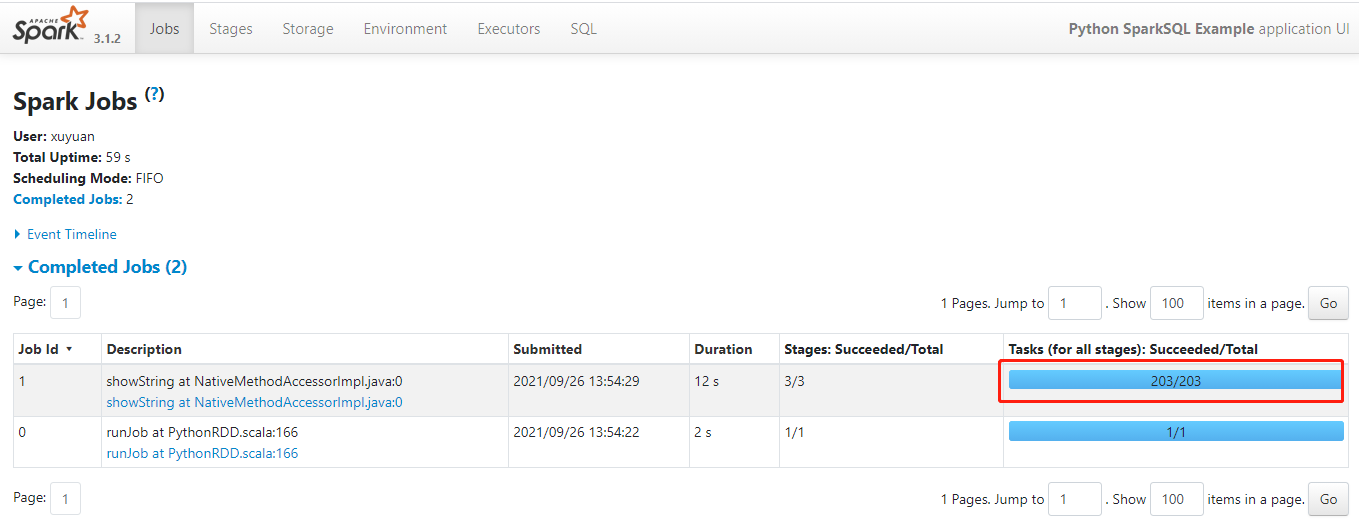 APACHE Spark 3.1.2 Jobs Stages Storage Environment Executors SQL Python SparkSQL Example application UI
Spark Jobs (?)
User: xuyuan
Total Uptime: 59 s
Scheduling Mode: FIFO
Completed Jobs: 2
Event Timeline
Completed Jobs (2)
Page: 1 1 Pages. Jump to 1 . Show 100 items in a page. Go
Job Id Description Submitted Duration Stages: Succeeded/Total Tasks (for all stages): Succeeded/Total
1 showString at NativeMethodAccessorImpl.java:0 2021/09/26 13:54:29 12 s 3/3 203/203
showString at NativeMethodAccessorImpl.java:0
0 runJob at PythonRDD.scala:166 2021/09/26 13:54:22 2 s 1/1 1/1
runJob at PythonRDD.scala:166
Page: 1 1 Pages. Jump to 1 . Show 100 items in a page. Go